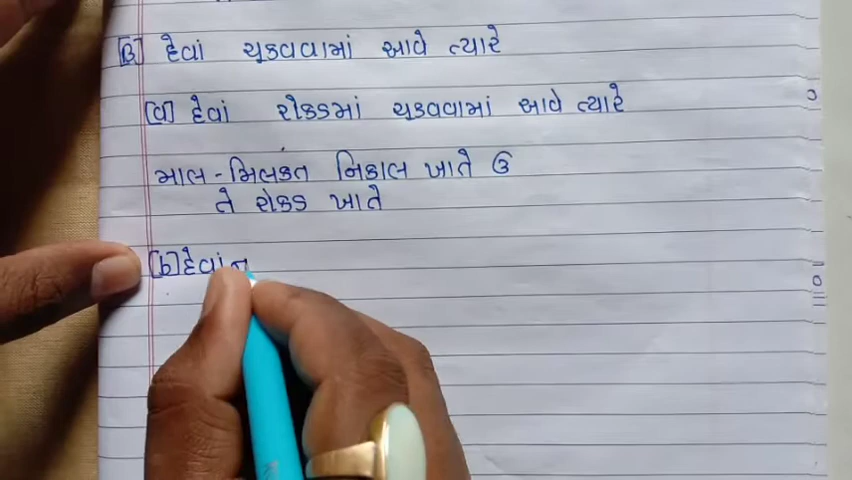 [B] દેવાં ચૂકવવામાં આવે ત્યારે
[a] દેવાં રોકડમાં ચૂકવવામાં આવે ત્યારે
માલ-મિલકત નિકાલ ખાતે ઉ
તે રોકડ ખાતે
[b] દેવાંન